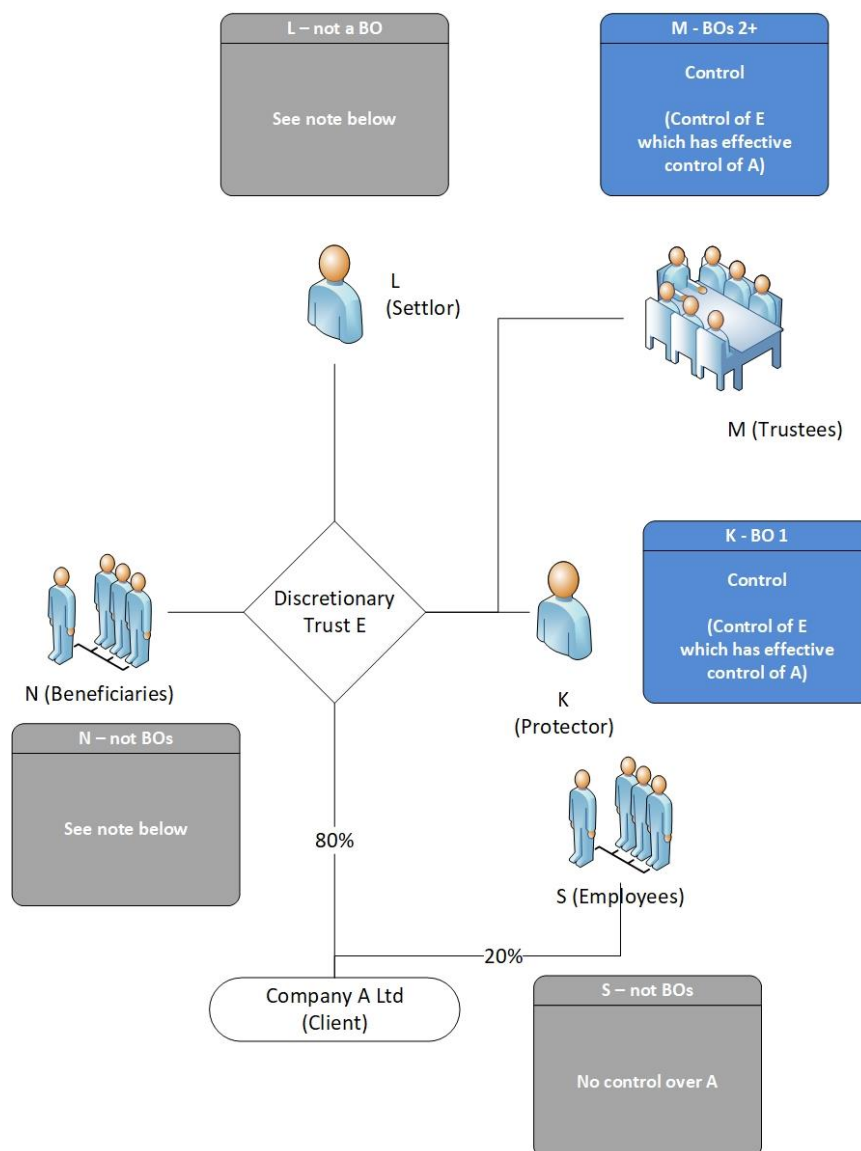 L – not a BO
See note below
M - BOs 2+
Control
(Control of E
which has effective
control of A)
L
(Settlor)
M (Trustees)
K - BO 1
Control
(Control of E
which has effective
control of A)
Discretionary
Trust E
N (Beneficiaries)
K
(Protector)
N – not BOs
See note below
80%
S (Employees)
20%
Company A Ltd
(Client)
S – not BOs
No control over A